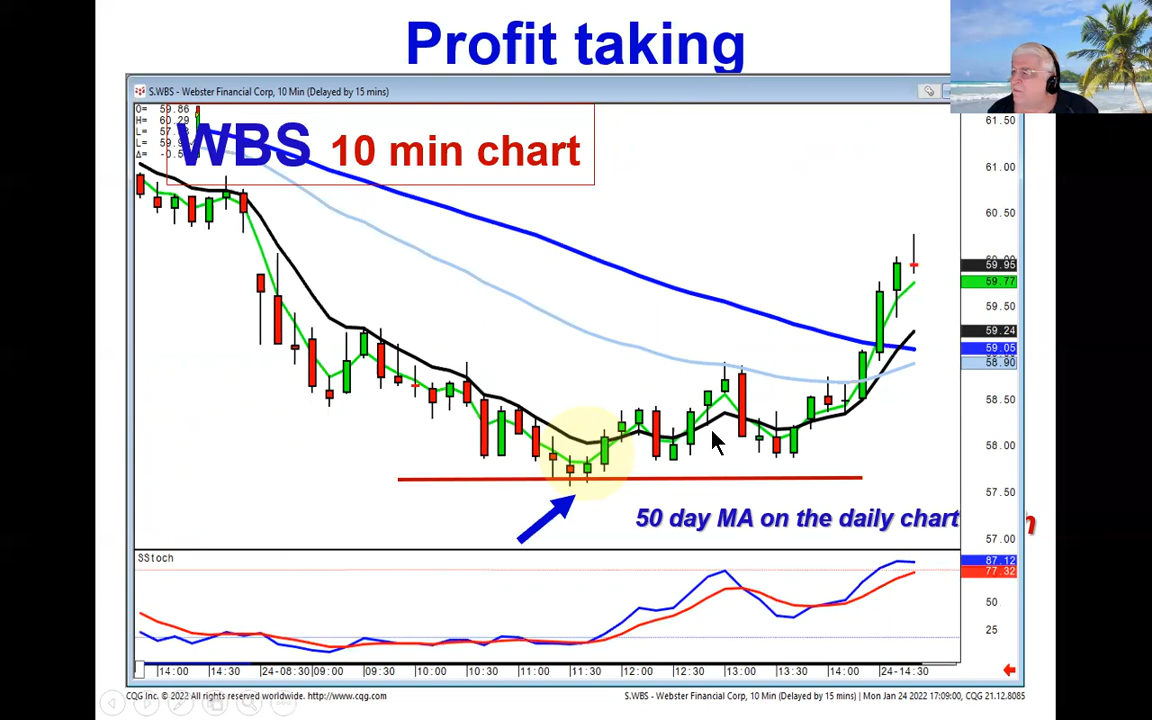 Profit taking
S.WBS - Webster Financial Corp, 10 Min (Delayed by 15 mins)
O= 59.86
H= 60.29
L=
L=
Δ=
WBS 10 min chart
61.50
61.00
60.50
59.95
59.77
59.50
59.24
59.05
58.90
58.50
58.00
57.50
57.00
50 day MA on the daily chart
SStoch
87.12
77.32
50
25
14:00 14:30 24-08:30 09:00 09:30 10:00 10:30 11:00 11:30 12:00 12:30 13:00 13:30 14:00 24-14:30
CQG Inc. © 2022 All rights reserved worldwide. http://www.cqg.com
S.WBS - Webster Financial Corp, 10 Min (Delayed by 15 mins) | Mon Jan 24 2022 17:09:00, CQG 21.12.8085